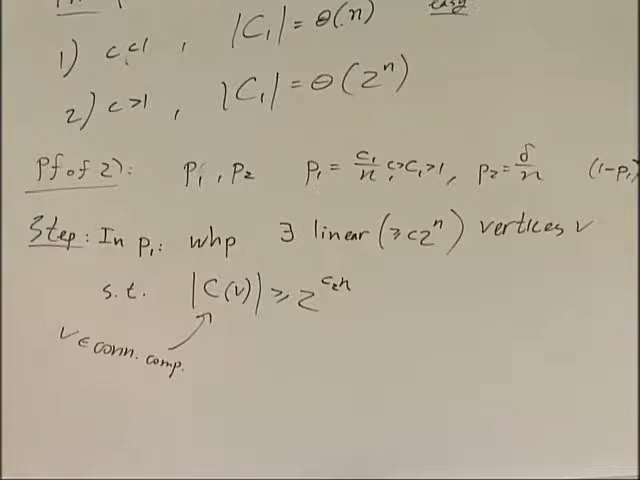 easy
1) c<1 , |C₁| = Θ(n)
2) c>1 , |C₁| = Θ(2ⁿ)
Pf of 2): p₁, p₂ p₁ = c₁/n, c>c₁>1, p₂ = δ/n (1-p₁)
Step: In p₁: whp ∃ linear (≥c2ⁿ) vertices v
s.t. |C(v)| ≥ 2^{c₂n}
v ∈ conn. comp.